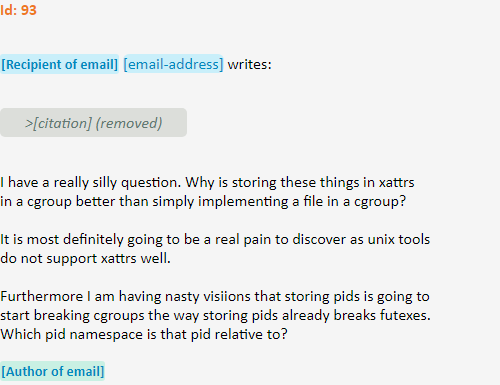 Id: 93
[Recipient of email] [email-address] writes:
>[citation] (removed)
I have a really silly question. Why is storing these things in xattrs
in a cgroup better than simply implementing a file in a cgroup?
It is most definitely going to be a real pain to discover as unix tools
do not support xattrs well.
Furthermore I am having nasty visiions that storing pids is going to
start breaking cgroups the way storing pids already breaks futexes.
Which pid namespace is that pid relative to?
[Author of email]